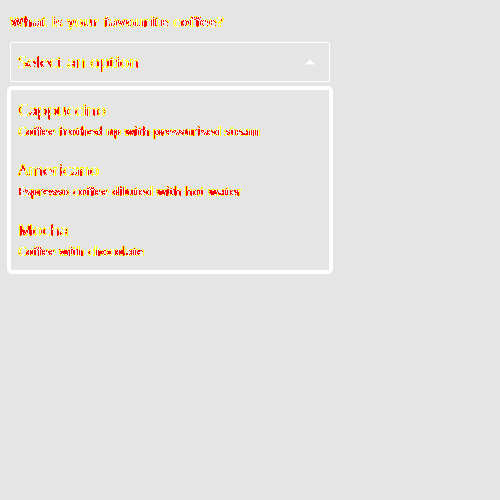 What is your favourite coffee?
Select an option
Cappuccino
Coffee frothed up with pressurised steam
Americano
Espresso coffee diluted with hot water
Mocha
Coffee with chocolate